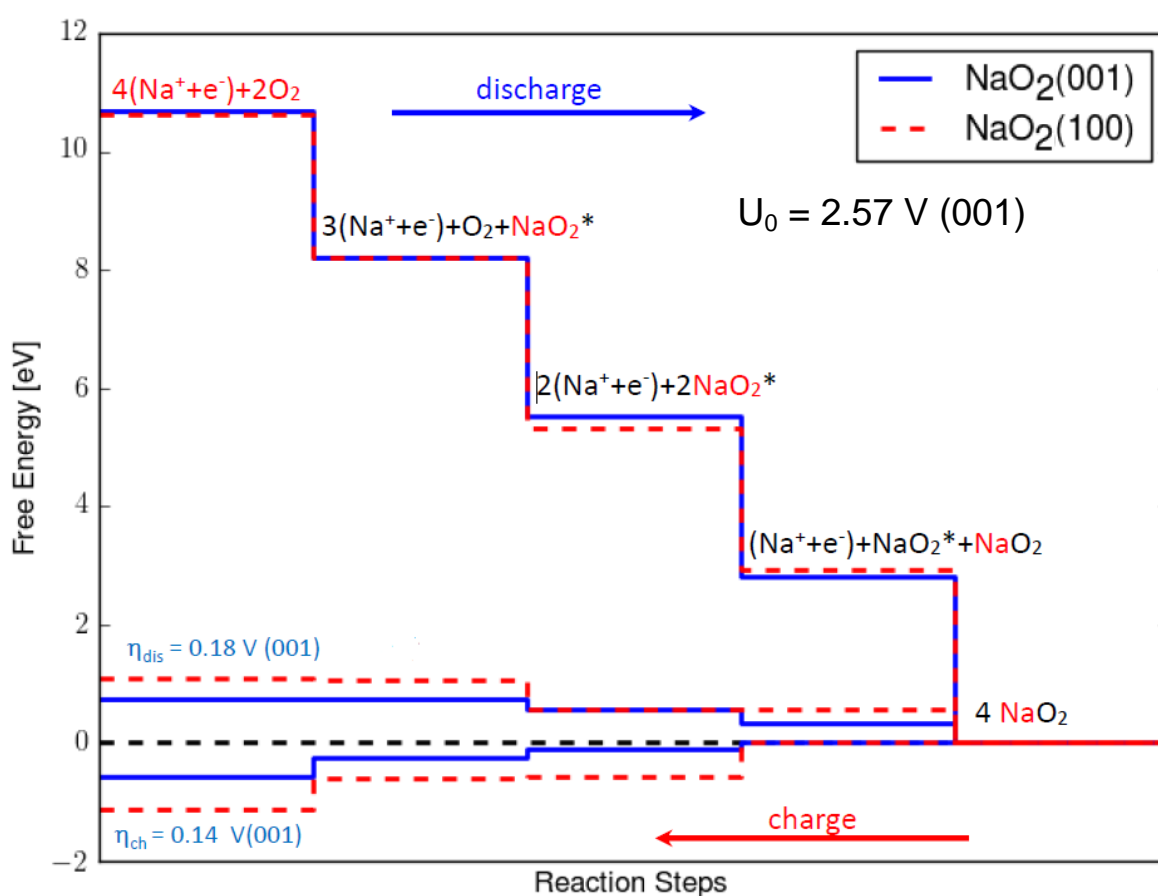 12
4(Na⁺+e⁻)+2O₂
discharge
NaO₂(001)
NaO₂(100)
10
3(Na⁺+e⁻)+O₂+NaO₂*
U₀ = 2.57 V (001)
8
Free Energy [eV]
2(Na⁺+e⁻)+2NaO₂*
6
4
(Na⁺+e⁻)+NaO₂*+NaO₂
2
η_dis = 0.18 V (001)
4 NaO₂
0
η_ch = 0.14 V(001)
charge
−2
Reaction Steps